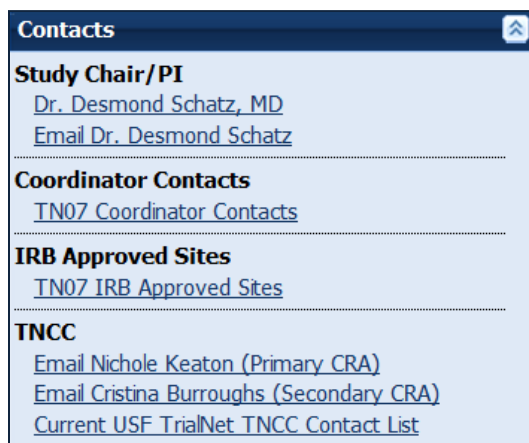 Contacts
Study Chair/PI
Dr. Desmond Schatz, MD
Email Dr. Desmond Schatz
Coordinator Contacts
TN07 Coordinator Contacts
IRB Approved Sites
TN07 IRB Approved Sites
TNCC
Email Nichole Keaton (Primary CRA)
Email Cristina Burroughs (Secondary CRA)
Current USF TrialNet TNCC Contact List